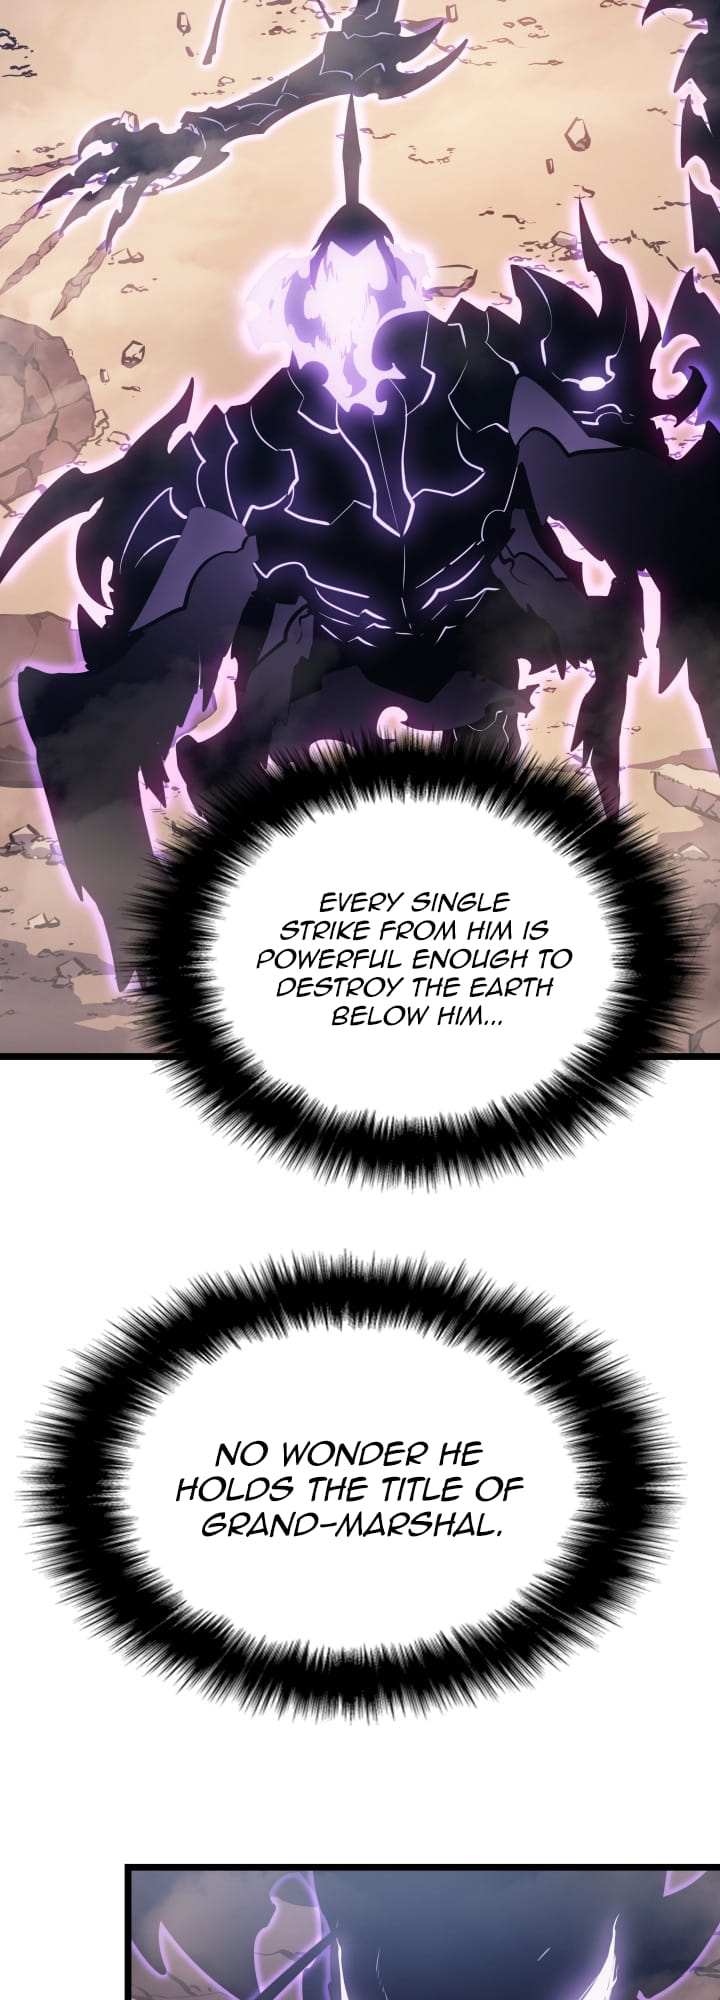 EVERY SINGLE
STRIKE FROM HIM IS
POWERFUL ENOUGH TO
DESTROY THE EARTH
BELOW HIM...
NO WONDER HE
HOLDS THE TITLE OF
GRAND-MARSHAL.